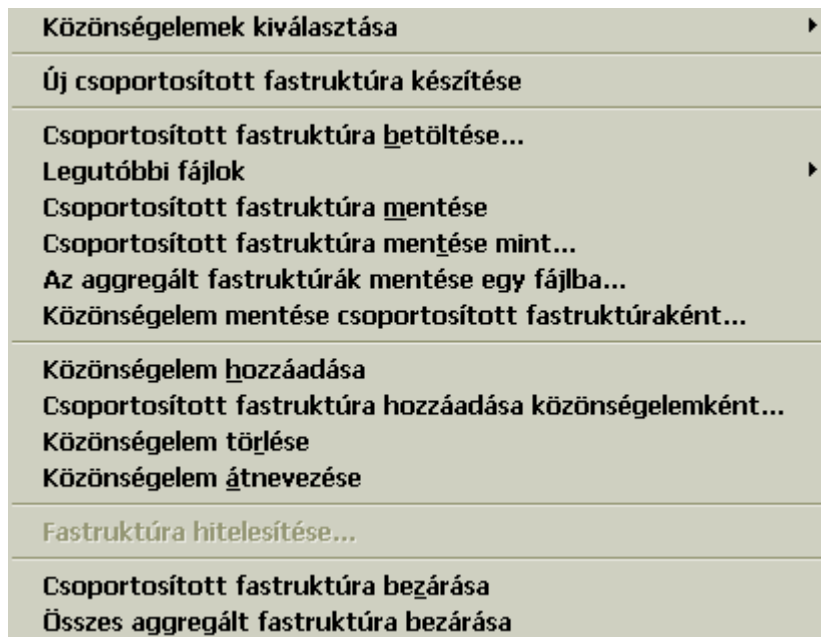 Közönségelemek kiválasztása
Új csoportosított fastruktúra készítése
Csoportosított fastruktúra betöltése...
Legutóbbi fájlok
Csoportosított fastruktúra mentése
Csoportosított fastruktúra mentése mint...
Az aggregált fastruktúrák mentése egy fájlba...
Közönségelem mentése csoportosított fastruktúraként...
Közönségelem hozzáadása
Csoportosított fastruktúra hozzáadása közönségelemként...
Közönségelem törlése
Közönségelem átnevezése
Fastruktúra hitelesítése...
Csoportosított fastruktúra bezárása
Összes aggregált fastruktúra bezárása